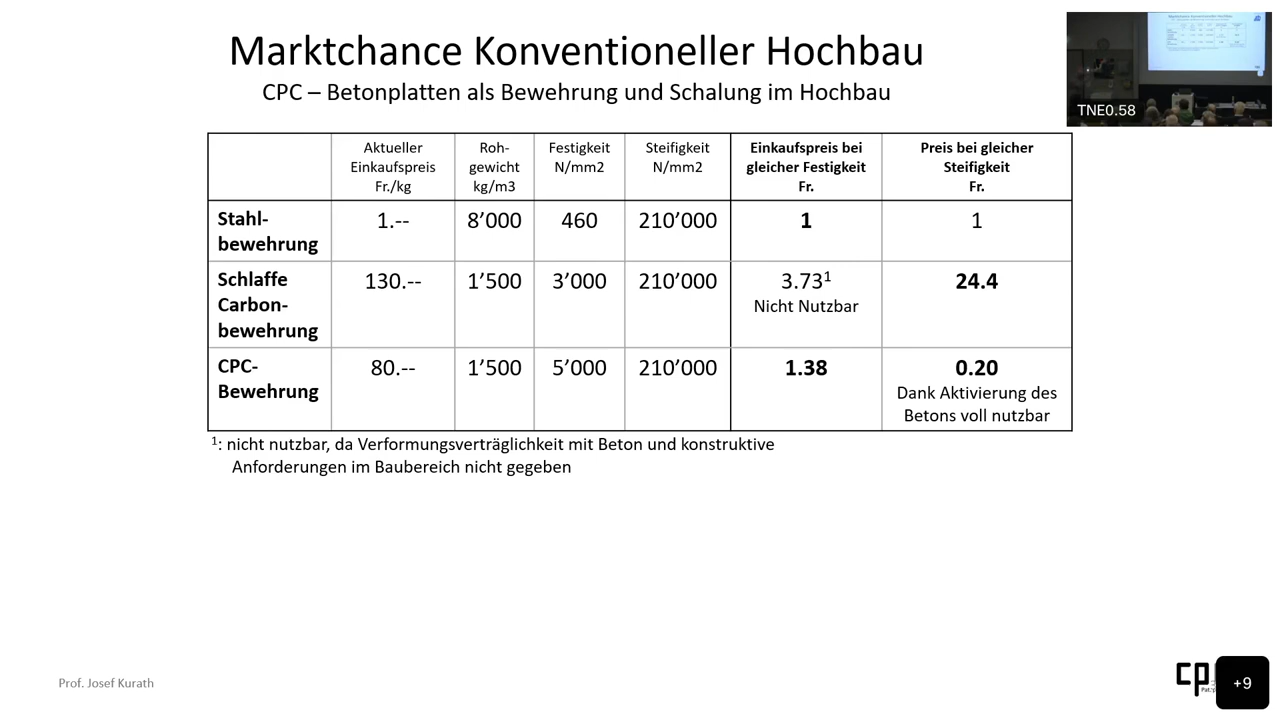 Marktchance Konventioneller Hochbau
CPC – Betonplatten als Bewehrung und Schalung im Hochbau
TNE0.58
Aktueller Einkaufspreis Fr./kg
Roh-gewicht kg/m3
Festigkeit N/mm2
Steifigkeit N/mm2
Einkaufspreis bei gleicher Festigkeit Fr.
Preis bei gleicher Steifigkeit Fr.
Stahl-bewehrung
1.--
8’000
460
210’000
1
1
Schlaffe Carbon-bewehrung
130.--
1’500
3’000
210’000
3.73¹
Nicht Nutzbar
24.4
CPC-Bewehrung
80.--
1’500
5’000
210’000
1.38
0.20
Dank Aktivierung des
Betons voll nutzbar
¹: nicht nutzbar, da Verformungsverträglichkeit mit Beton und konstruktive
Anforderungen im Baubereich nicht gegeben
Prof. Josef Kurath
cp
+9